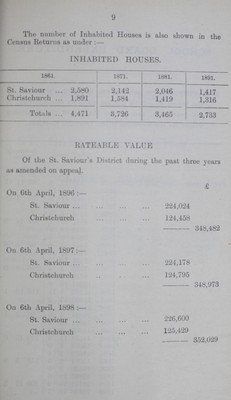 9
The number of Inhabited Houses is also shown in the
Census Returns as under :—
INHABITED HOUSES.
1861. 1871. 1881. 1891.
St. Saviour ... 2,580 2,142 2,046 1,417
Christchurch ... 1,891 1,584 1,419 1,316
Totals ... 4,471 3,726 3,465 2,733
RATEABLE VALUE
Of the St. Saviour's District during the past three years
as amended on appeal.
£
On 6th April, 1896 :—
St. Saviour ... ... ... ... 224,024
Christchurch ... ... ... 124,458
348,482
On 6th April, 1897 :—
St. Saviour ... ... ... ... 224,178
Christchurch ... ... ... 124,795
348,973
On 6th April, 1898 :—
St. Saviour ... ... ... ... 226,600
Christchurch ... ... ... 125,429
352,029